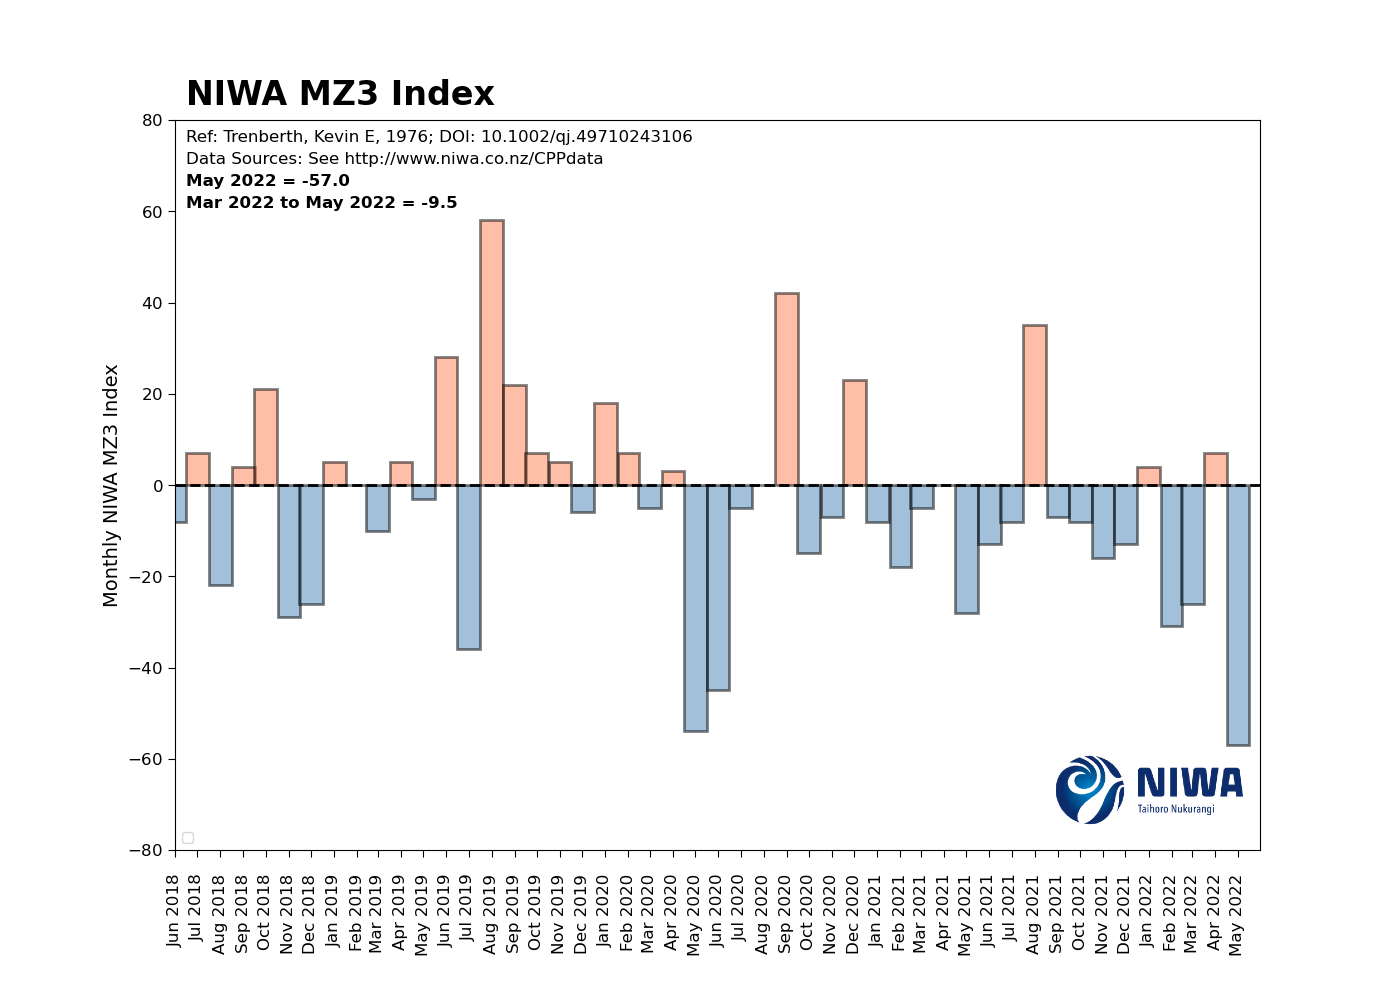 NIWA MZ3 Index
Ref: Trenberth, Kevin E, 1976; DOI: 10.1002/qj.49710243106
Data Sources: See http://www.niwa.co.nz/CPPdata
May 2022 = -57.0
Mar 2022 to May 2022 = -9.5
Monthly NIWA MZ3 Index
80
60
40
20
0
−20
−40
−60
−80
NIWA
Taihoro Nukurangi
Jun 2018
Jul 2018
Aug 2018
Sep 2018
Oct 2018
Nov 2018
Dec 2018
Jan 2019
Feb 2019
Mar 2019
Apr 2019
May 2019
Jun 2019
Jul 2019
Aug 2019
Sep 2019
Oct 2019
Nov 2019
Dec 2019
Jan 2020
Feb 2020
Mar 2020
Apr 2020
May 2020
Jun 2020
Jul 2020
Aug 2020
Sep 2020
Oct 2020
Nov 2020
Dec 2020
Jan 2021
Feb 2021
Mar 2021
Apr 2021
May 2021
Jun 2021
Jul 2021
Aug 2021
Sep 2021
Oct 2021
Nov 2021
Dec 2021
Jan 2022
Feb 2022
Mar 2022
Apr 2022
May 2022